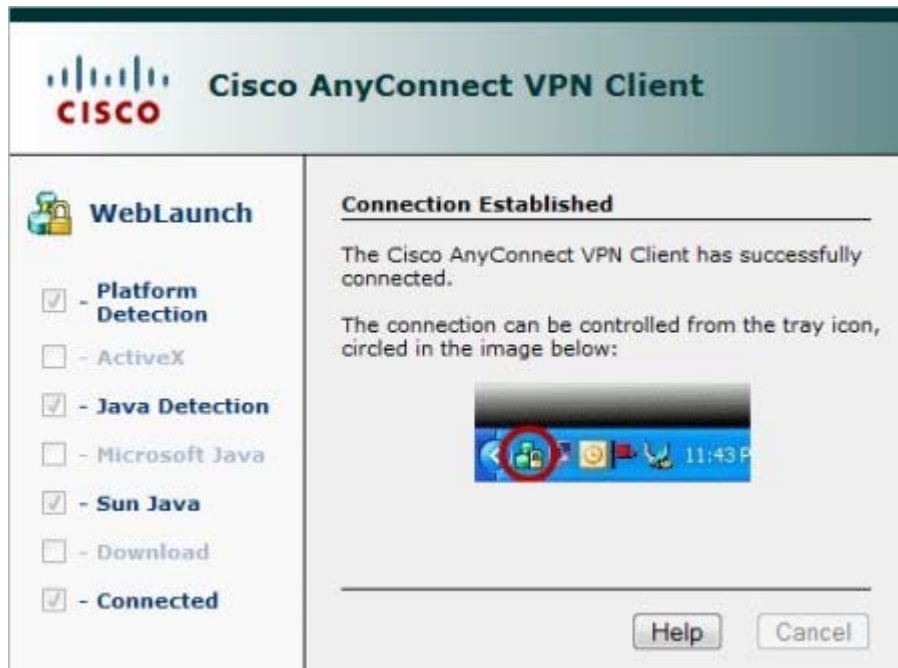 CISCO
Cisco AnyConnect VPN Client
WebLaunch
- Platform
Detection
- ActiveX
- Java Detection
- Microsoft Java
- Sun Java
- Download
- Connected
Connection Established
The Cisco AnyConnect VPN Client has successfully
connected.
The connection can be controlled from the tray icon,
circled in the image below:
11:43 P
Help
Cancel